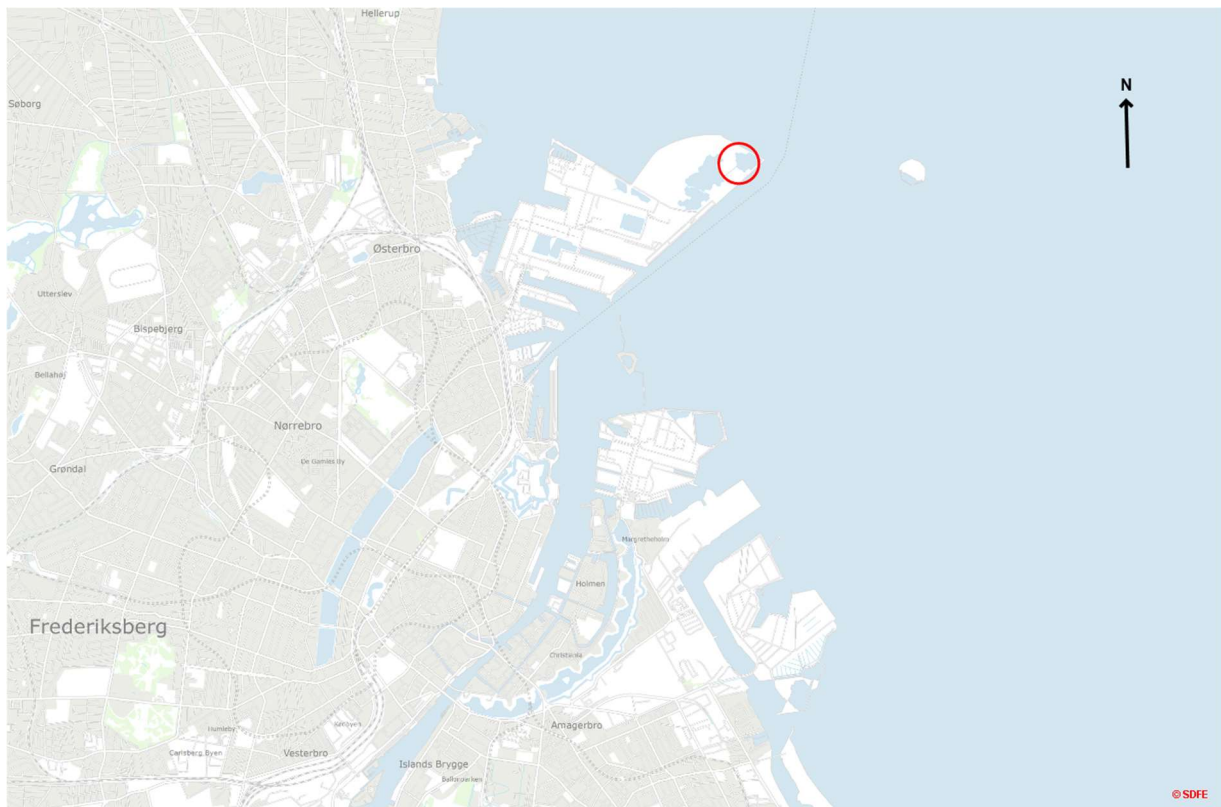 Hellerup
N
Søborg
Østerbro
Utterslev
Bispebjerg
Bellahøj
Nørrebro
De Gamles By
Grøndal
Margretheholm
Holmen
Frederiksberg
Christiania
Humleby
Amagerbro
Carlsberg Byen
Vesterbro
Islands Brygge
© SDFE